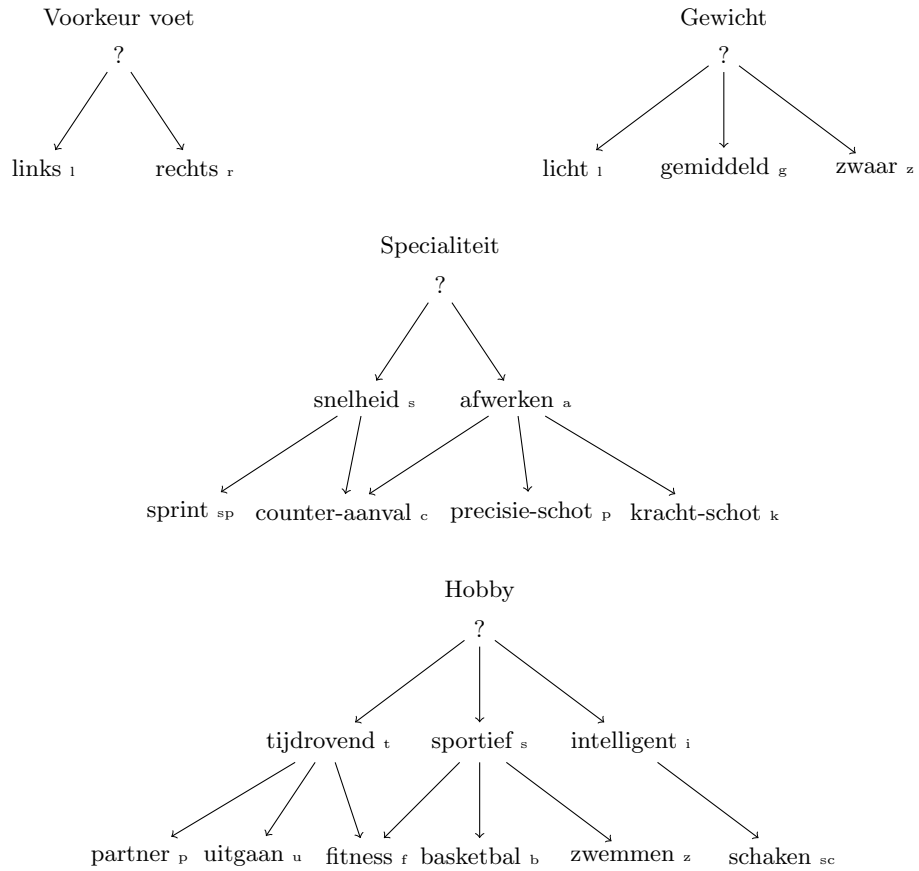 Voorkeur voet Gewicht
? ?
links l rechts r licht l gemiddeld g zwaar z
Specialiteit
?
snelheid s afwerken a
sprint sp counter-aanval c precisie-schot p kracht-schot k
Hobby
?
tijdrovend t sportief s intelligent i
partner p uitgaan u fitness f basketbal b zwemmen z schaken sc